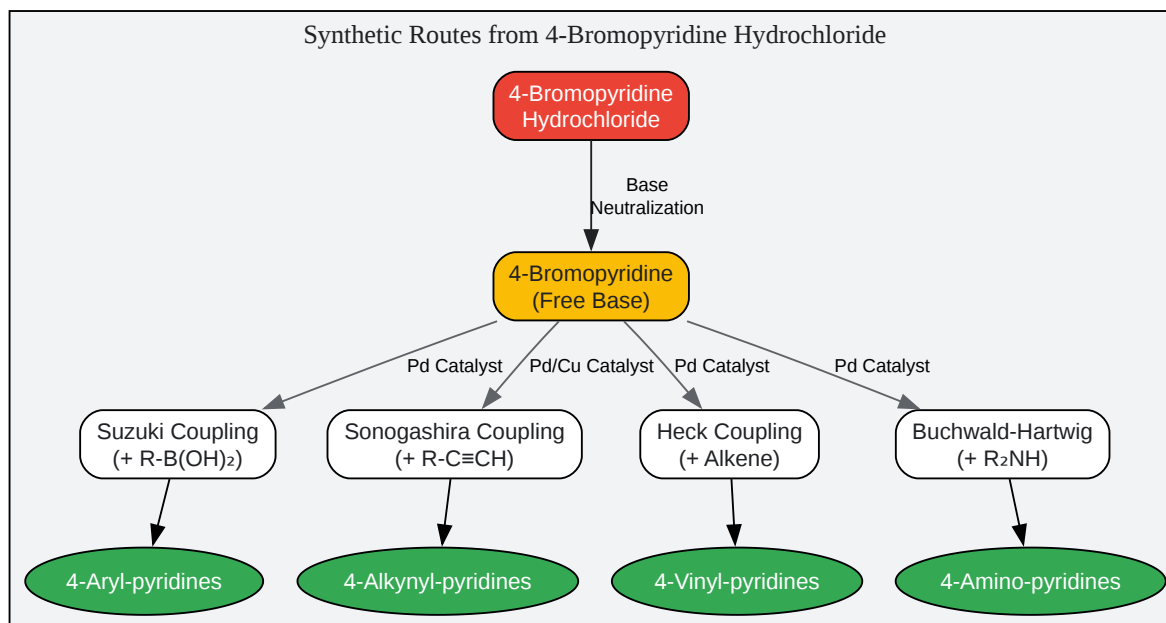 Synthetic Routes from 4-Bromopyridine Hydrochloride
4-Bromopyridine
Hydrochloride
Base
Neutralization
4-Bromopyridine
(Free Base)
Pd Catalyst
Pd/Cu Catalyst
Pd Catalyst
Pd Catalyst
Suzuki Coupling
(+ R-B(OH)₂)
Sonogashira Coupling
(+ R-C≡CH)
Heck Coupling
(+ Alkene)
Buchwald-Hartwig
(+ R₂NH)
4-Aryl-pyridines
4-Alkynyl-pyridines
4-Vinyl-pyridines
4-Amino-pyridines